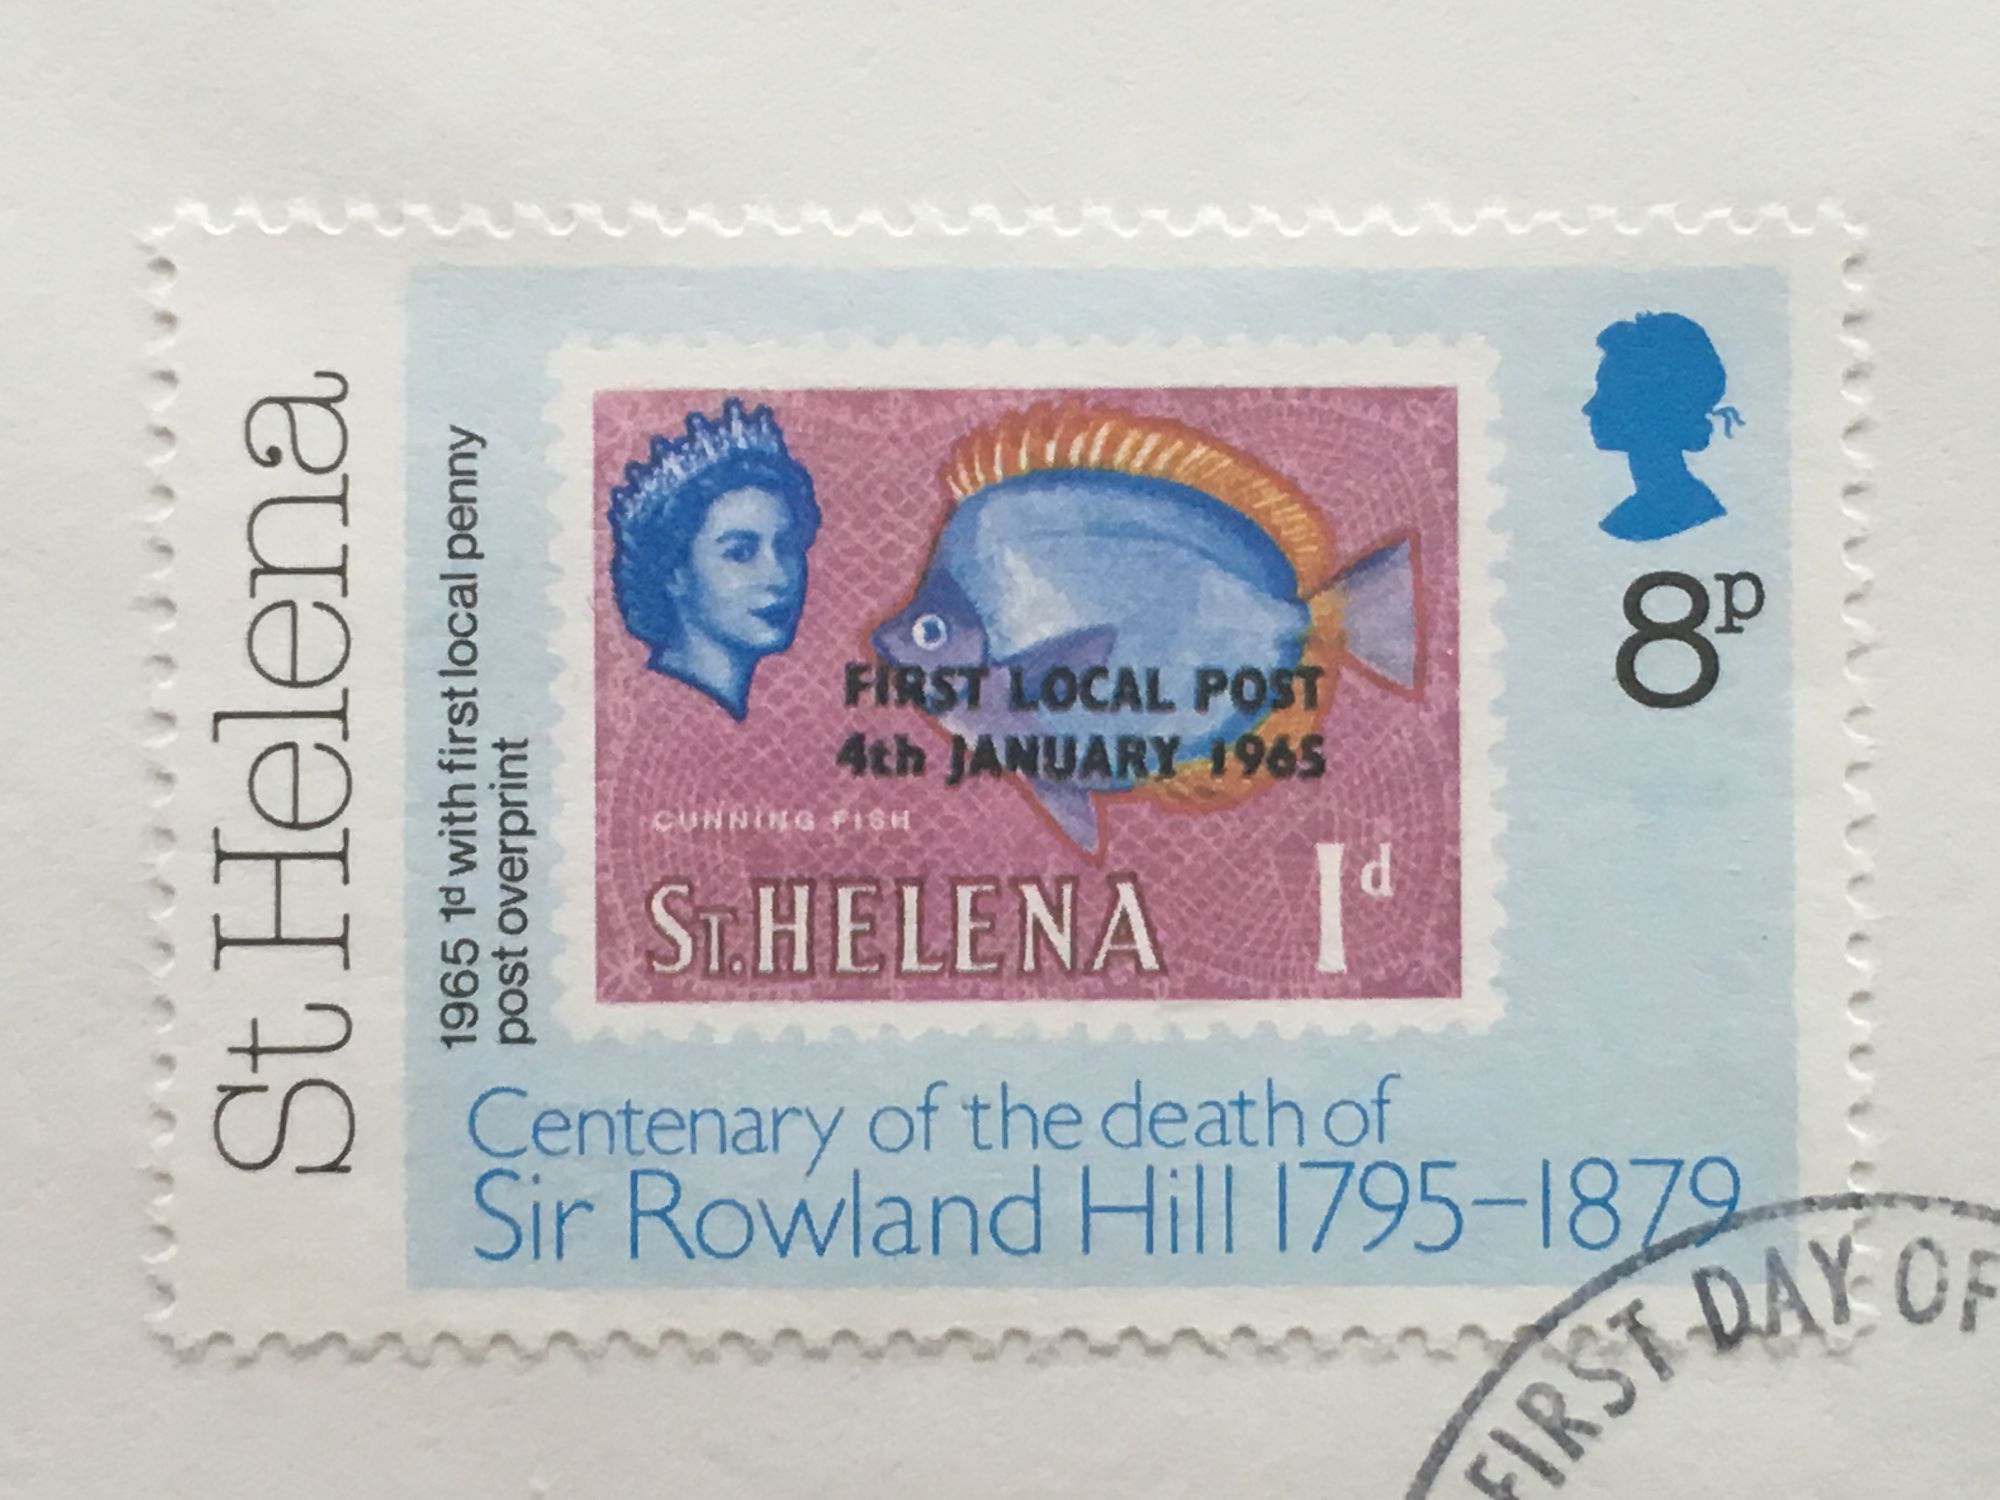 St Helena
1965 1d with first local penny
post overprint
8p
FIRST LOCAL POST
4th JANUARY 1965
CUNNING FISH
ST. HELENA
1d
Centenary of the death of
Sir Rowland Hill 1795–1879
FIRST DAY OF